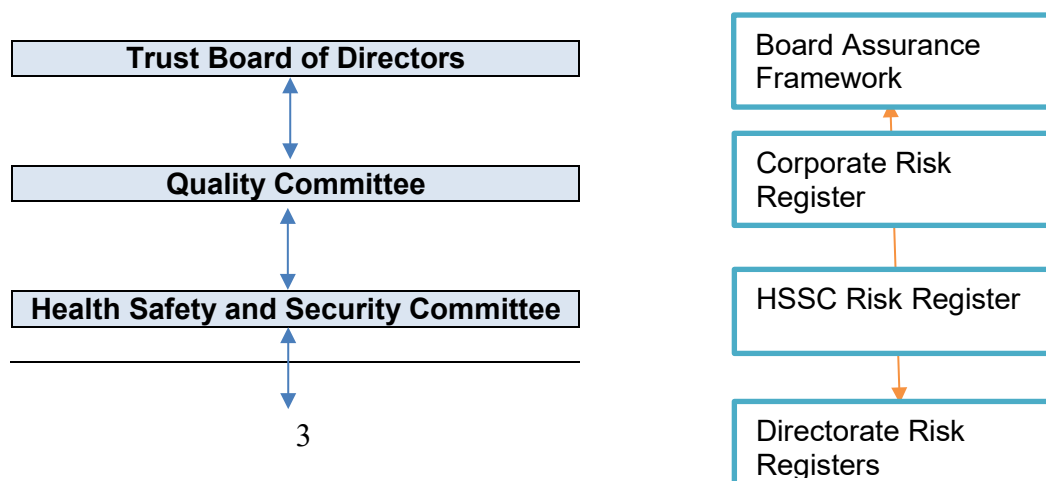 Trust Board of Directors
Quality Committee
Health Safety and Security Committee
3
Board Assurance
Framework
Corporate Risk
Register
HSSC Risk Register
Directorate Risk
Registers